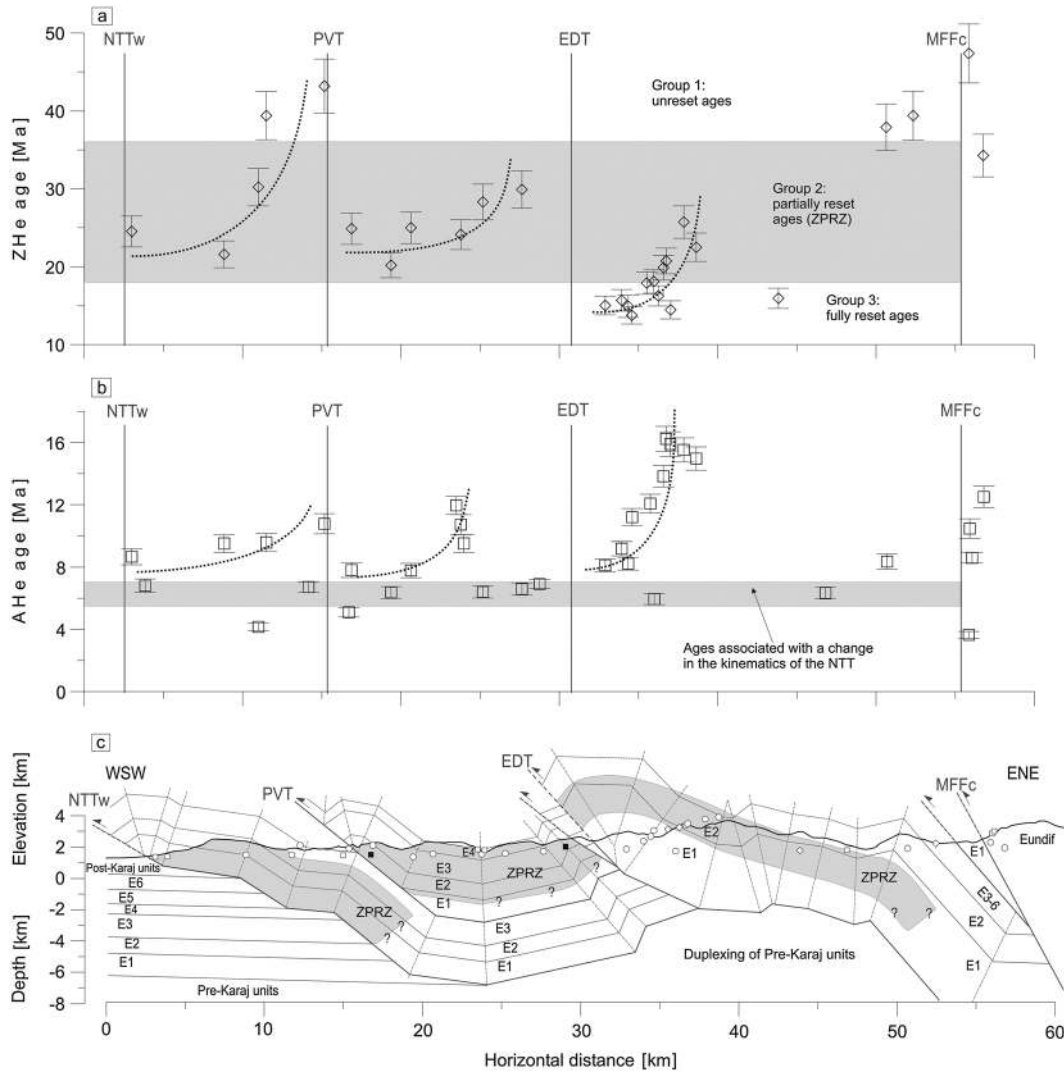 a
NTTw
PVT
EDT
MFFc
ZHe age [Ma]
50
40
30
20
10
Group 1:
unreset ages
Group 2:
partially reset
ages (ZPRZ)
Group 3:
fully reset ages
b
NTTw
PVT
EDT
MFFc
AHe age [Ma]
16
12
8
4
0
Ages associated with a change
in the kinematics of the NTT
c
WSW
ENE
NTTw
PVT
EDT
MFFc
Elevation [km]
Depth [km]
4
2
0
-2
-4
-6
-8
Post-Karaj units
E6
E5
E4
E3
E2
E1
Pre-Karaj units
ZPRZ
?
?
E4
E3
E2
E1
ZPRZ
?
?
E3
E2
E1
E2
E1
ZPRZ
?
?
Duplexing of Pre-Karaj units
E1
E3-6
E2
E1
Eundif
0
10
20
30
40
50
60
Horizontal distance [km]